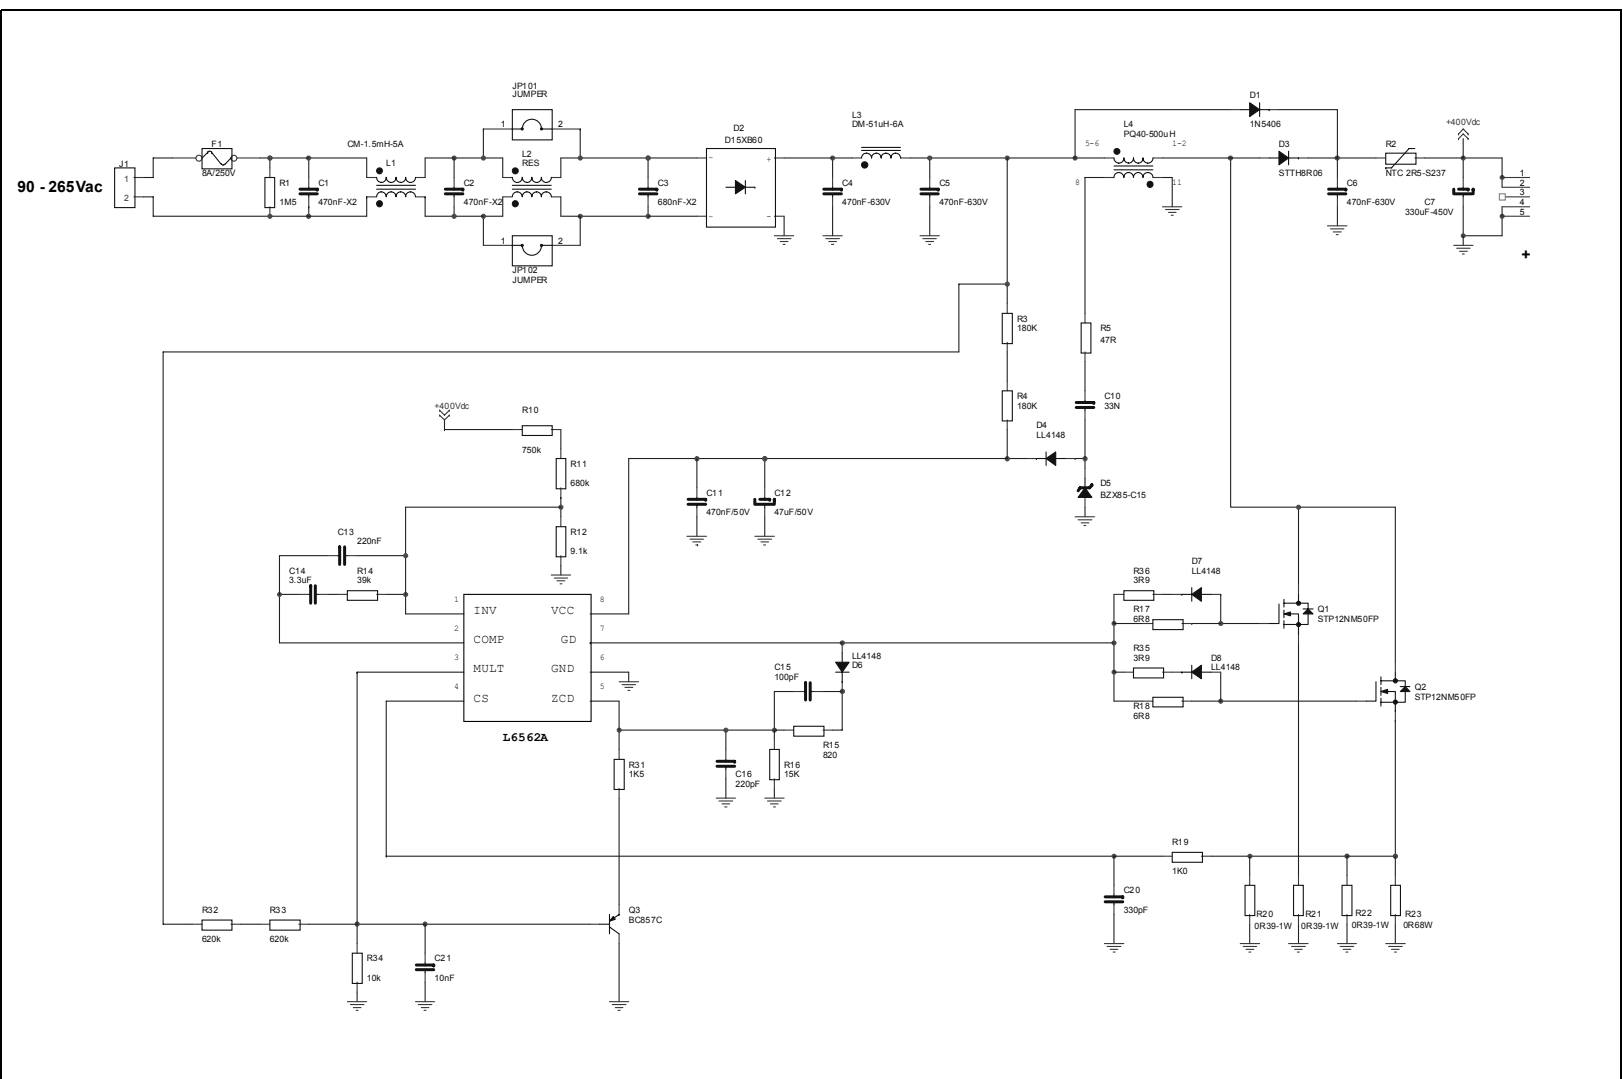 JP101
JUMPER
1 2
D1
1N5406
L3
DM-51uH-6A
L4
PQ40-500uH
5-6 1-2
8 11
+400Vdc
F1
8A/250V
CM-1.5mH-5A
L1
L2
RES
D2
D15XB60
~ +
~ -
D3
STTH8R06
R2
NTC 2R5-S237
J1
1
2
90 - 265Vac
R1
1M5
C1
470nF-X2
C2
470nF-X2
C3
680nF-X2
C4
470nF-630V
C5
470nF-630V
C6
470nF-630V
C7
330uF-450V
1
2
3
4
5
+
1 2
JP102
JUMPER
R3
180K
R5
47R
R4
180K
C10
33N
D4
LL4148
D5
BZX85-C15
+400Vdc
R10
750k
R11
680k
R12
9.1k
C11
470nF/50V
C12
47uF/50V
C13
220nF
C14
3.3uF
R14
39k
1 INV VCC 8
2 COMP GD 7
3 MULT GND 6
4 CS ZCD 5
L6562A
R36
3R9
D7
LL4148
R17
6R8
Q1
STP12NM50FP
R35
3R9
D8
LL4148
R18
6R8
Q2
STP12NM50FP
LL4148
D6
C15
100pF
R15
820
R16
15K
C16
220pF
R31
1K5
R19
1K0
C20
330pF
R20
0R39-1W
R21
0R39-1W
R22
0R39-1W
R23
0R68W
Q3
BC857C
R32
620k
R33
620k
R34
10k
C21
10nF